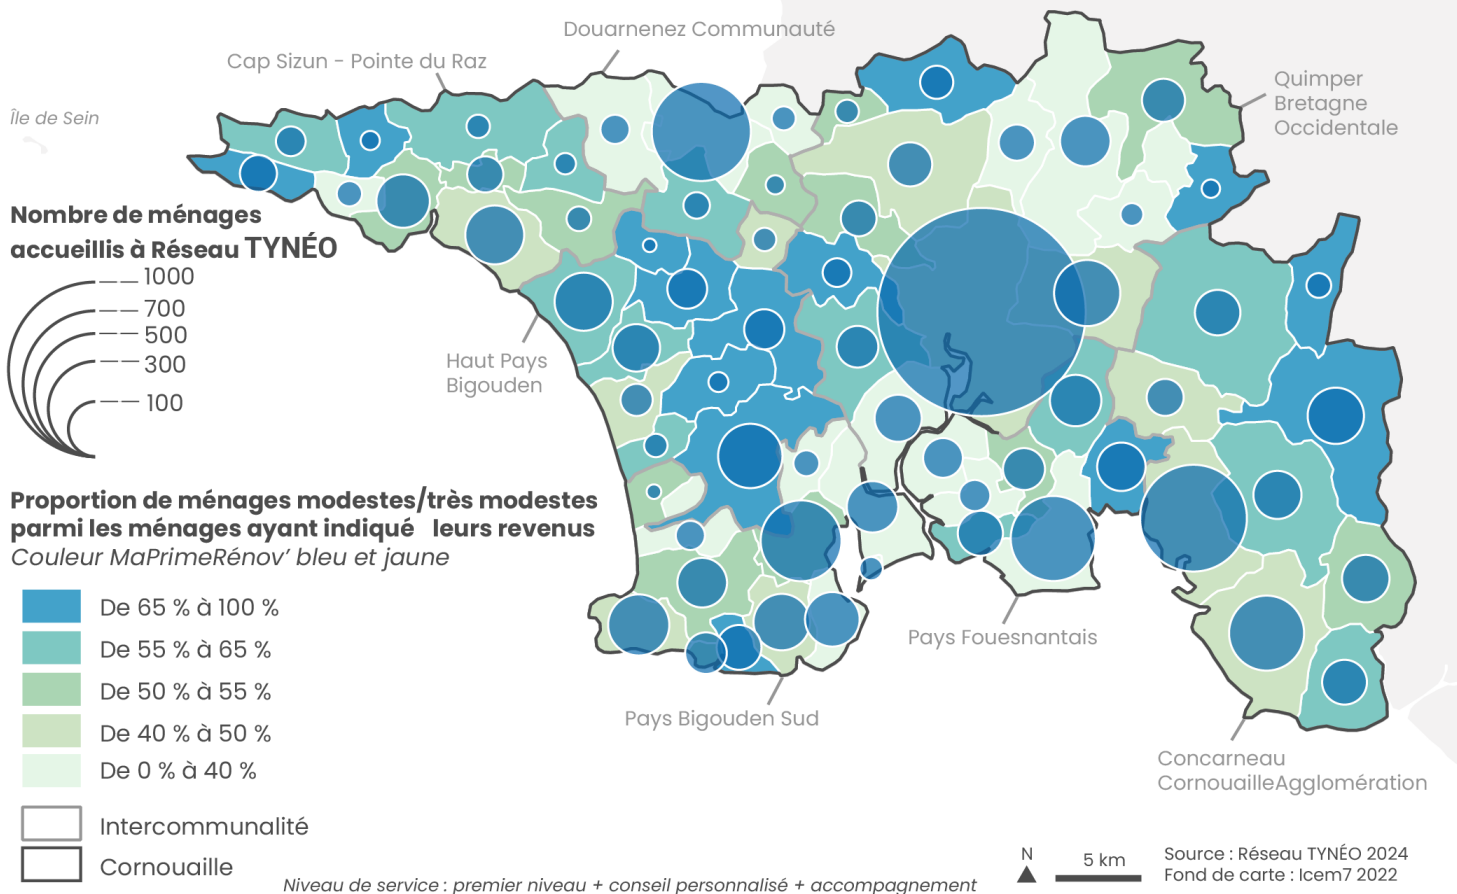 Douarnenez Communauté
Cap Sizun - Pointe du Raz
Quimper
Bretagne
Occidentale
Île de Sein
Nombre de ménages
accueillis à Réseau TYNÉO
1000
700
500
300
100
Haut Pays
Bigouden
Proportion de ménages modestes/très modestes
parmi les ménages ayant indiqué leurs revenus
Couleur MaPrimeRénov’ bleu et jaune
De 65 % à 100 %
De 55 % à 65 %
De 50 % à 55 %
De 40 % à 50 %
De 0 % à 40 %
Intercommunalité
Cornouaille
Pays Fouesnantais
Pays Bigouden Sud
Concarneau
CornouailleAgglomération
N
5 km
Source : Réseau TYNÉO 2024
Fond de carte : Icem7 2022
Niveau de service : premier niveau + conseil personnalisé + accompagnement